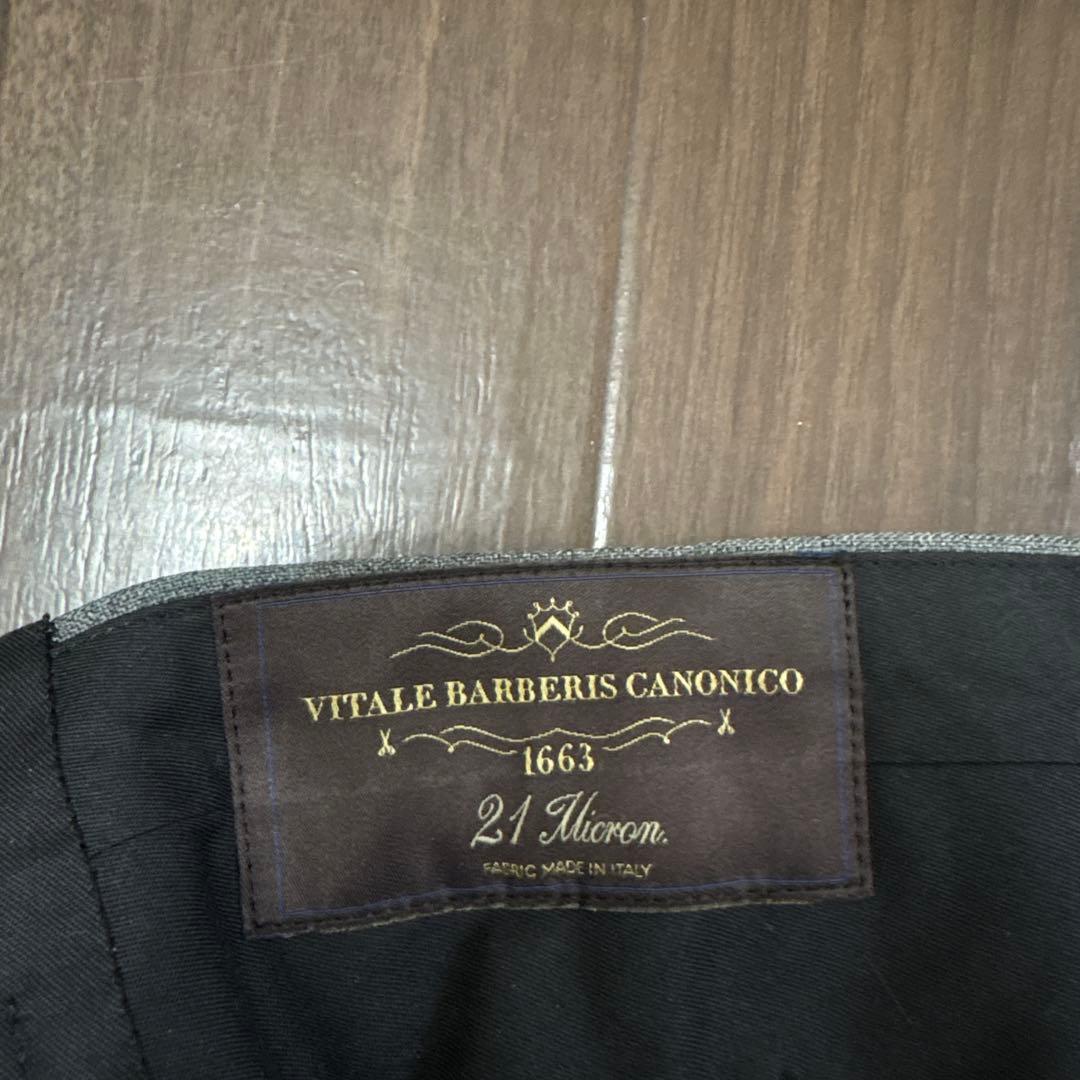 VITALE BARBERIS CANONICO
1663
21 Micron.
FABRIC MADE IN ITALY